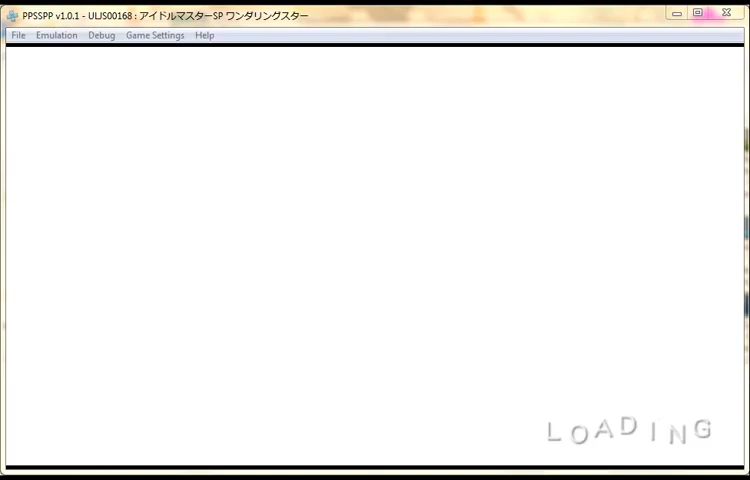 PPSSPP v1.0.1 - ULJS00168 : アイドルマスターSP ワンダリングスター
File Emulation Debug Game Settings Help
LOADING